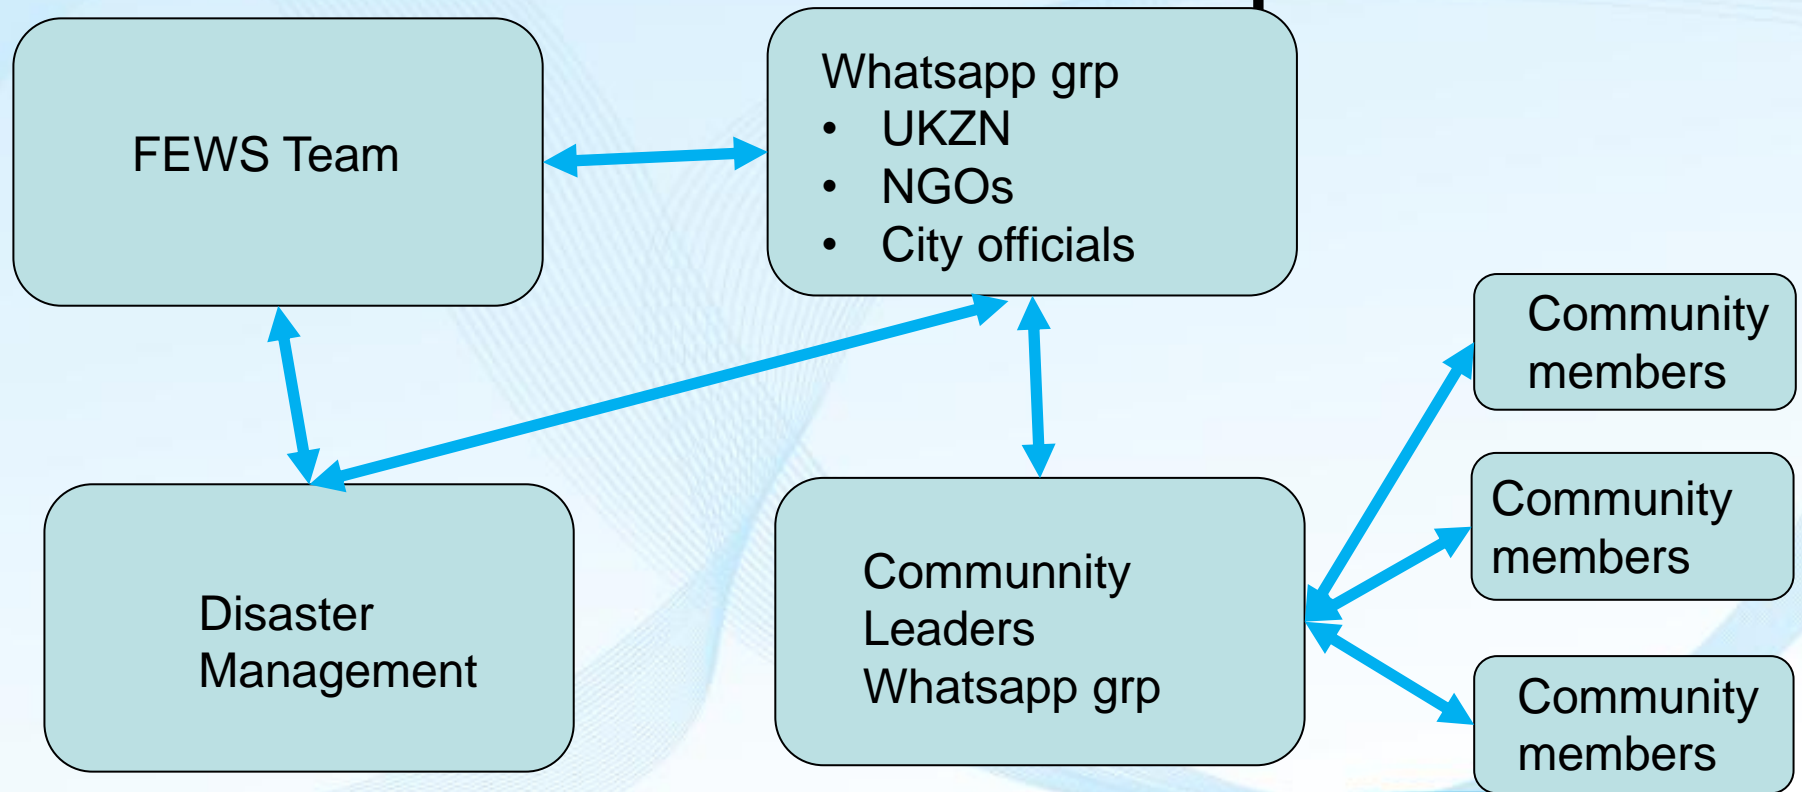 FEWS Team
Whatsapp grp
• UKZN
• NGOs
• City officials
Disaster
Management
Communnity
Leaders
Whatsapp grp
Community
members
Community
members
Community
members